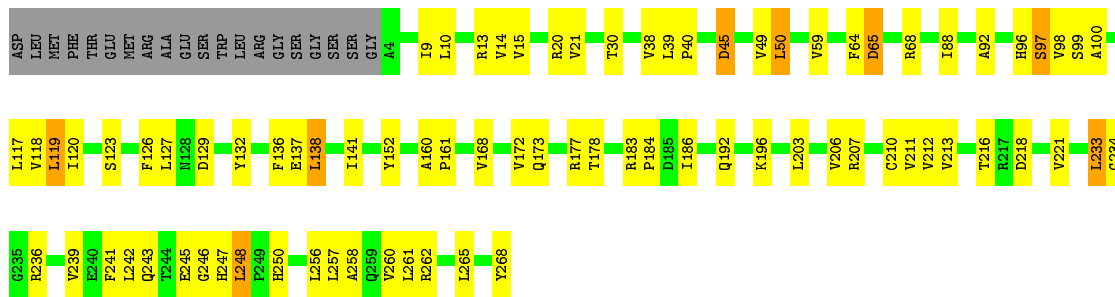 ASP LEU MET PHE THR GLU MET ARG ALA GLU SER TRP LEU ARG GLY SER GLY SER SER GLY A4 I9 L10 R13 V14 V15 R20 V21 T30 V38 L39 P40 D45 V49 L50 V59 F64 D65 R68 I88 A92 H96 S97 V98 S99 A100
L117 V118 L119 I120 S123 F126 L127 N128 D129 Y132 F136 E137 L138 I141 Y152 A160 P161 V168 V172 Q173 R177 T178 R183 P184 D185 I186 Q192 K196 L203 V206 R207 C210 V211 V212 V213 T216 R217 D218 V221 L233
G235 R236 V239 E240 F241 L242 Q243 T244 E245 G246 H247 L248 P249 H250 L256 L257 A258 Q259 V260 L261 R262 L265 Y268